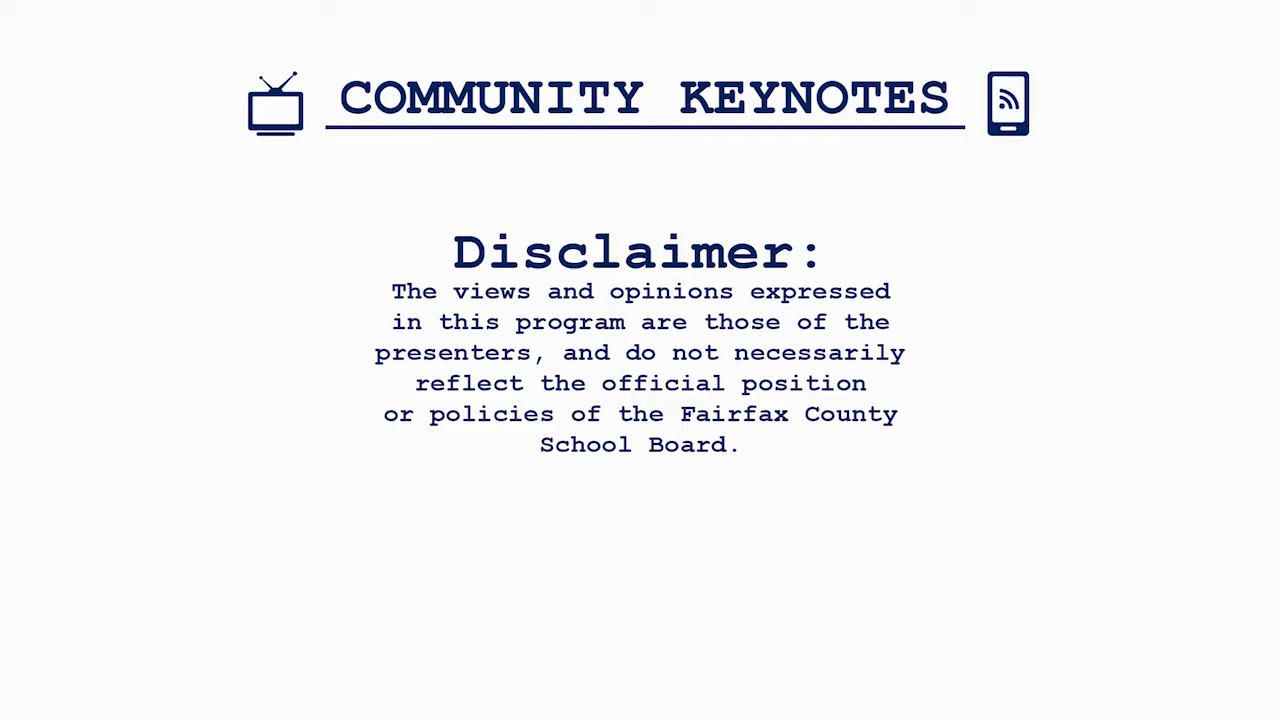 COMMUNITY KEYNOTES
Disclaimer:
The views and opinions expressed
in this program are those of the
presenters, and do not necessarily
reflect the official position
or policies of the Fairfax County
School Board.